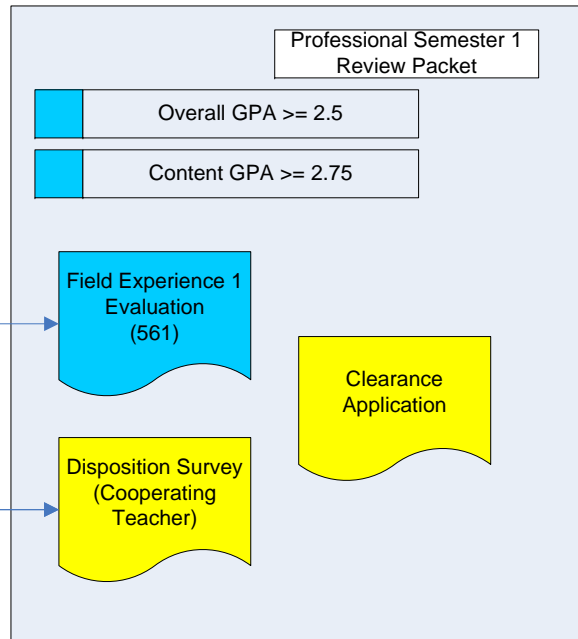 Professional Semester 1
Review Packet
Overall GPA >= 2.5
Content GPA >= 2.75
Field Experience 1
Evaluation
(561)
Clearance
Application
Disposition Survey
(Cooperating
Teacher)